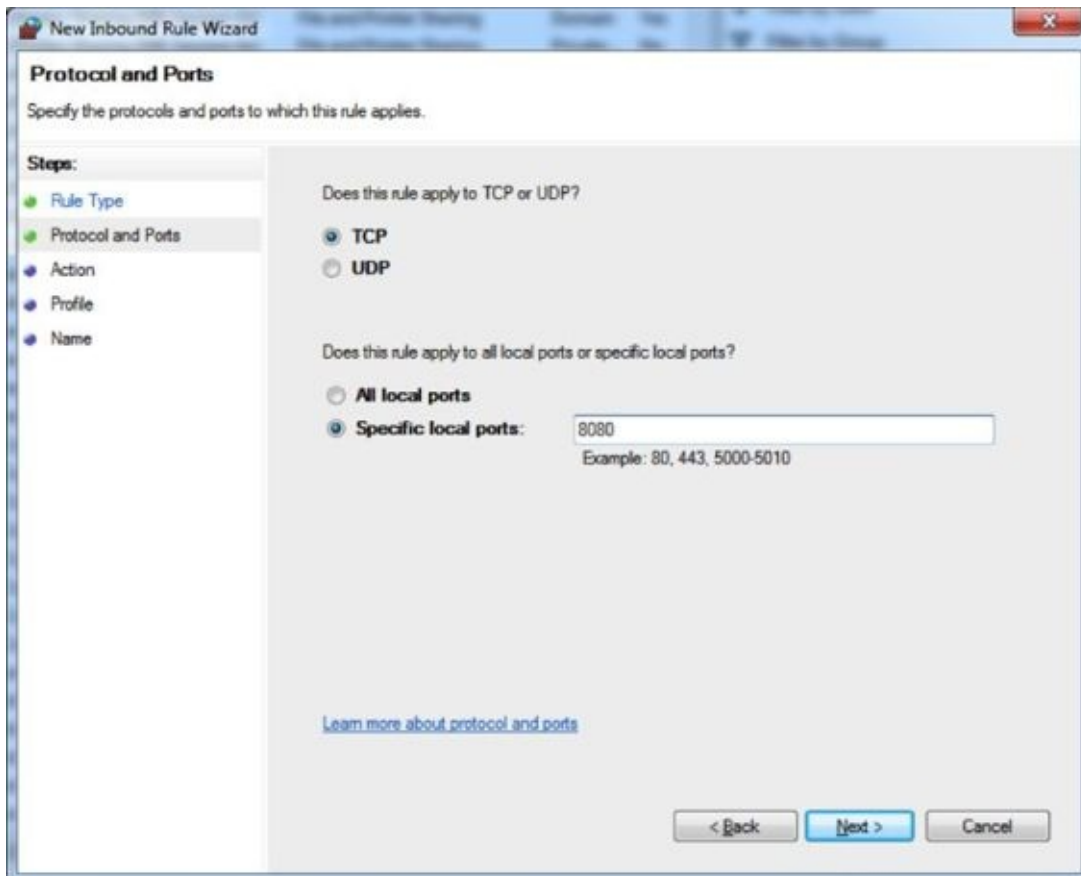 New Inbound Rule Wizard
Protocol and Ports
Specify the protocols and ports to which this rule applies.
Steps:
Rule Type
Protocol and Ports
Action
Profile
Name
Does this rule apply to TCP or UDP?
TCP
UDP
Does this rule apply to all local ports or specific local ports?
All local ports
Specific local ports:
8080
Example: 80, 443, 5000-5010
Learn more about protocol and ports
< Back
Next >
Cancel